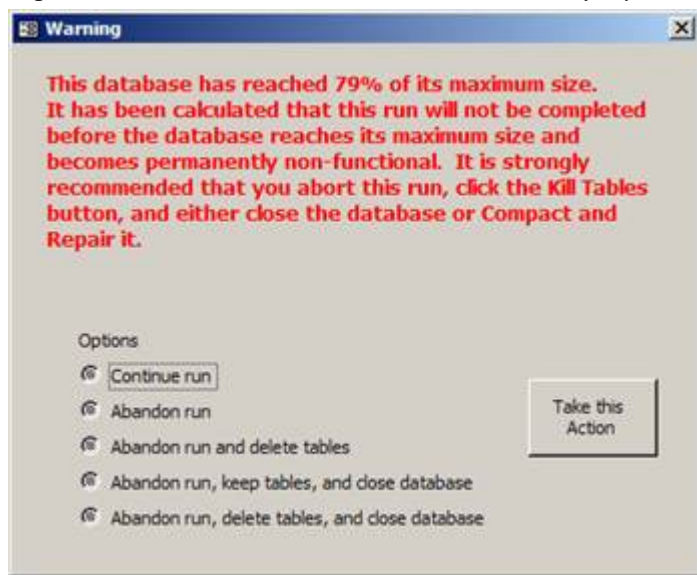 Warning
This database has reached 79% of its maximum size.
It has been calculated that this run will not be completed
before the database reaches its maximum size and
becomes permanently non-functional. It is strongly
recommended that you abort this run, click the Kill Tables
button, and either close the database or Compact and
Repair it.
Options
Continue run
Abandon run
Abandon run and delete tables
Abandon run, keep tables, and close database
Abandon run, delete tables, and close database
Take this
Action